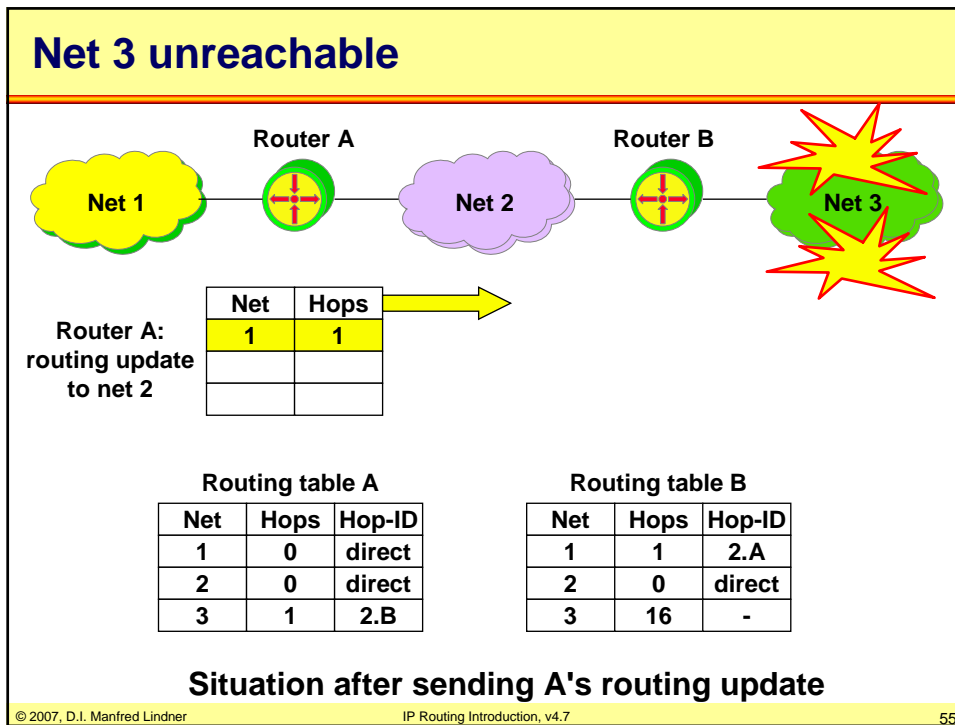 Net 3 unreachable
Router A
Router B
Net 1
Net 2
Net 3
Net Hops
1 1
Router A:
routing update
to net 2
Routing table A
Net Hops Hop-ID
1 0 direct
2 0 direct
3 1 2.B
Routing table B
Net Hops Hop-ID
1 1 2.A
2 0 direct
3 16 -
Situation after sending A's routing update
© 2007, D.I. Manfred Lindner
IP Routing Introduction, v4.7
55